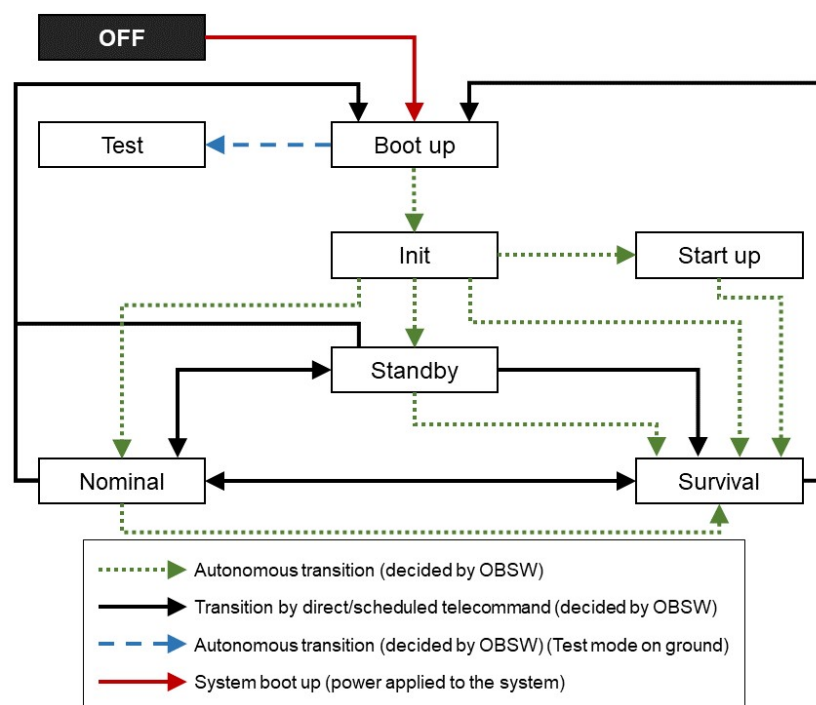 OFF
Test
Boot up
Init
Start up
Standby
Nominal
Survival
Autonomous transition (decided by OBSW)
Transition by direct/scheduled telecommand (decided by OBSW)
Autonomous transition (decided by OBSW) (Test mode on ground)
System boot up (power applied to the system)